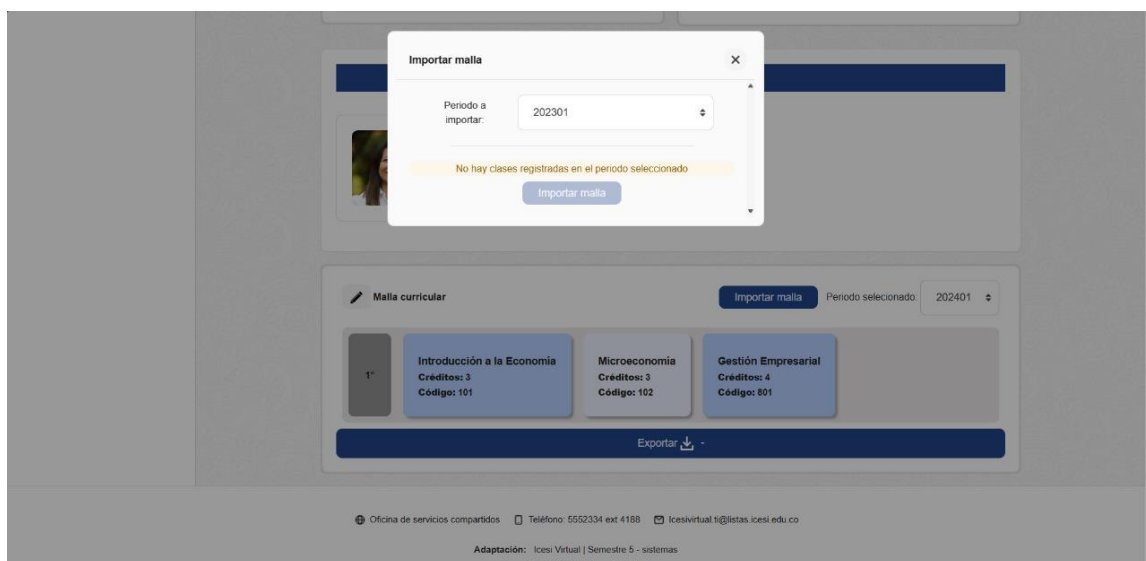 Importar malla
Periodo a
importar:
202301
No hay clases registradas en el periodo seleccionado
Importar malla
Malla curricular
Importar malla
Periodo selecionado:
202401
1°
Introducción a la Economía
Créditos: 3
Código: 101
Microeconomía
Créditos: 3
Código: 102
Gestión Empresarial
Créditos: 4
Código: 801
Exportar
Oficina de servicios compartidos Teléfono: 5552334 ext 4188 Icesivirtual.ti@listas.icesi.edu.co
Adaptación: Icesi Virtual | Semestre 5 - sistemas